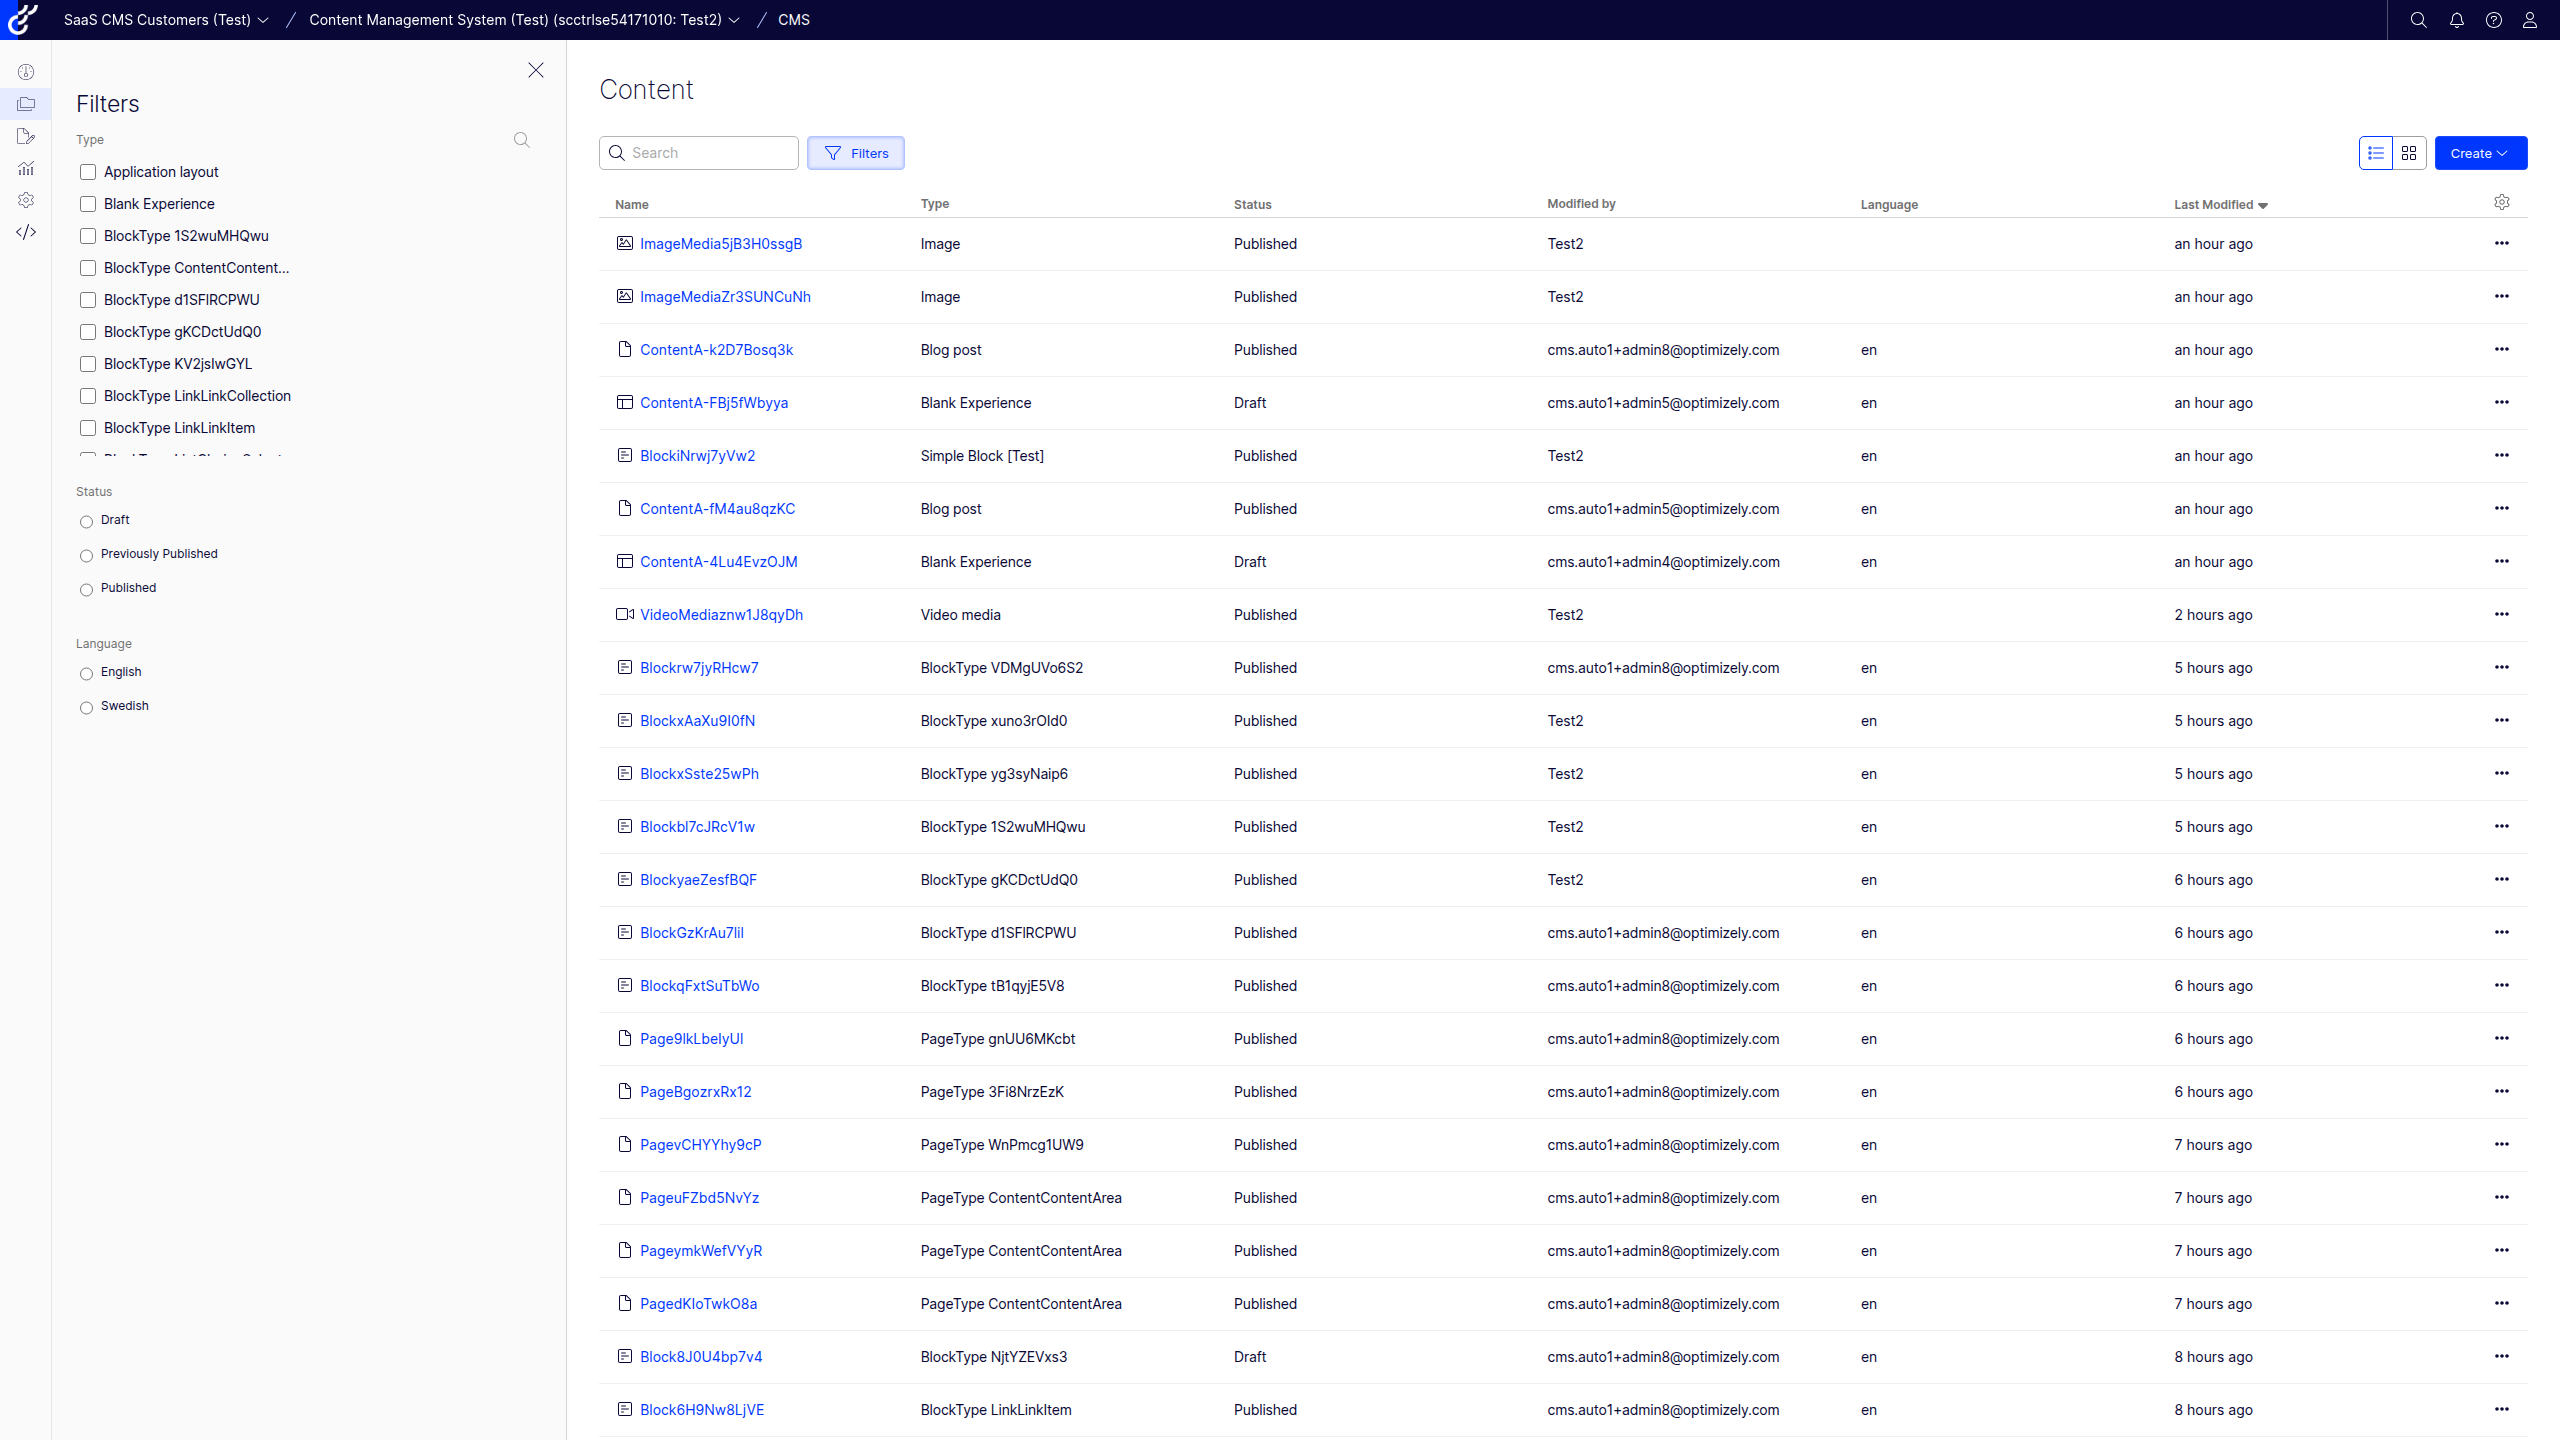 SaaS CMS Customers (Test) / Content Management System (Test) (scctrlse54171010: Test2) / CMS
Filters
Type
Application layout
Blank Experience
BlockType 1S2wuMHQwu
BlockType ContentContent...
BlockType d1SFlRCPWU
BlockType gKCDctUdQ0
BlockType KV2jslwGYL
BlockType LinkLinkCollection
BlockType LinkLinkItem
Status
Draft
Previously Published
Published
Language
English
Swedish
Content
Search Filters Create
Name Type Status Modified by Language Last Modified
ImageMedia5jB3H0ssgB Image Published Test2 an hour ago
ImageMediaZr3SUNCuNh Image Published Test2 an hour ago
ContentA-k2D7Bosq3k Blog post Published cms.auto1+admin8@optimizely.com en an hour ago
ContentA-FBj5fWbyya Blank Experience Draft cms.auto1+admin5@optimizely.com en an hour ago
BlockiNrwj7yVw2 Simple Block [Test] Published Test2 en an hour ago
ContentA-fM4au8qzKC Blog post Published cms.auto1+admin5@optimizely.com en an hour ago
ContentA-4Lu4EvzOJM Blank Experience Draft cms.auto1+admin4@optimizely.com en an hour ago
VideoMediaznw1J8qyDh Video media Published Test2 2 hours ago
Blockrw7jyRHcw7 BlockType VDMgUVo6S2 Published cms.auto1+admin8@optimizely.com en 5 hours ago
BlockxAaXu9I0fN BlockType xuno3rOId0 Published Test2 en 5 hours ago
BlockxSste25wPh BlockType yg3syNaip6 Published Test2 en 5 hours ago
Blockbl7cJRcV1w BlockType 1S2wuMHQwu Published Test2 en 5 hours ago
BlockyaeZesfBQF BlockType gKCDctUdQ0 Published Test2 en 6 hours ago
BlockGzKrAu7liI BlockType d1SFlRCPWU Published cms.auto1+admin8@optimizely.com en 6 hours ago
BlockqFxtSuTbWo BlockType tB1qyjE5V8 Published cms.auto1+admin8@optimizely.com en 6 hours ago
Page9lkLbelyUI PageType gnUU6MKcbt Published cms.auto1+admin8@optimizely.com en 6 hours ago
PageBgozrxRx12 PageType 3Fi8NrzEzK Published cms.auto1+admin8@optimizely.com en 6 hours ago
PagevCHYYhy9cP PageType WnPmcg1UW9 Published cms.auto1+admin8@optimizely.com en 7 hours ago
PageuFZbd5NvYz PageType ContentContentArea Published cms.auto1+admin8@optimizely.com en 7 hours ago
PageymkWefVYyR PageType ContentContentArea Published cms.auto1+admin8@optimizely.com en 7 hours ago
PagedKloTwkO8a PageType ContentContentArea Published cms.auto1+admin8@optimizely.com en 7 hours ago
Block8J0U4bp7v4 BlockType NjtYZEVxs3 Draft cms.auto1+admin8@optimizely.com en 8 hours ago
Block6H9Nw8LjVE BlockType LinkLinkItem Published cms.auto1+admin8@optimizely.com en 8 hours ago